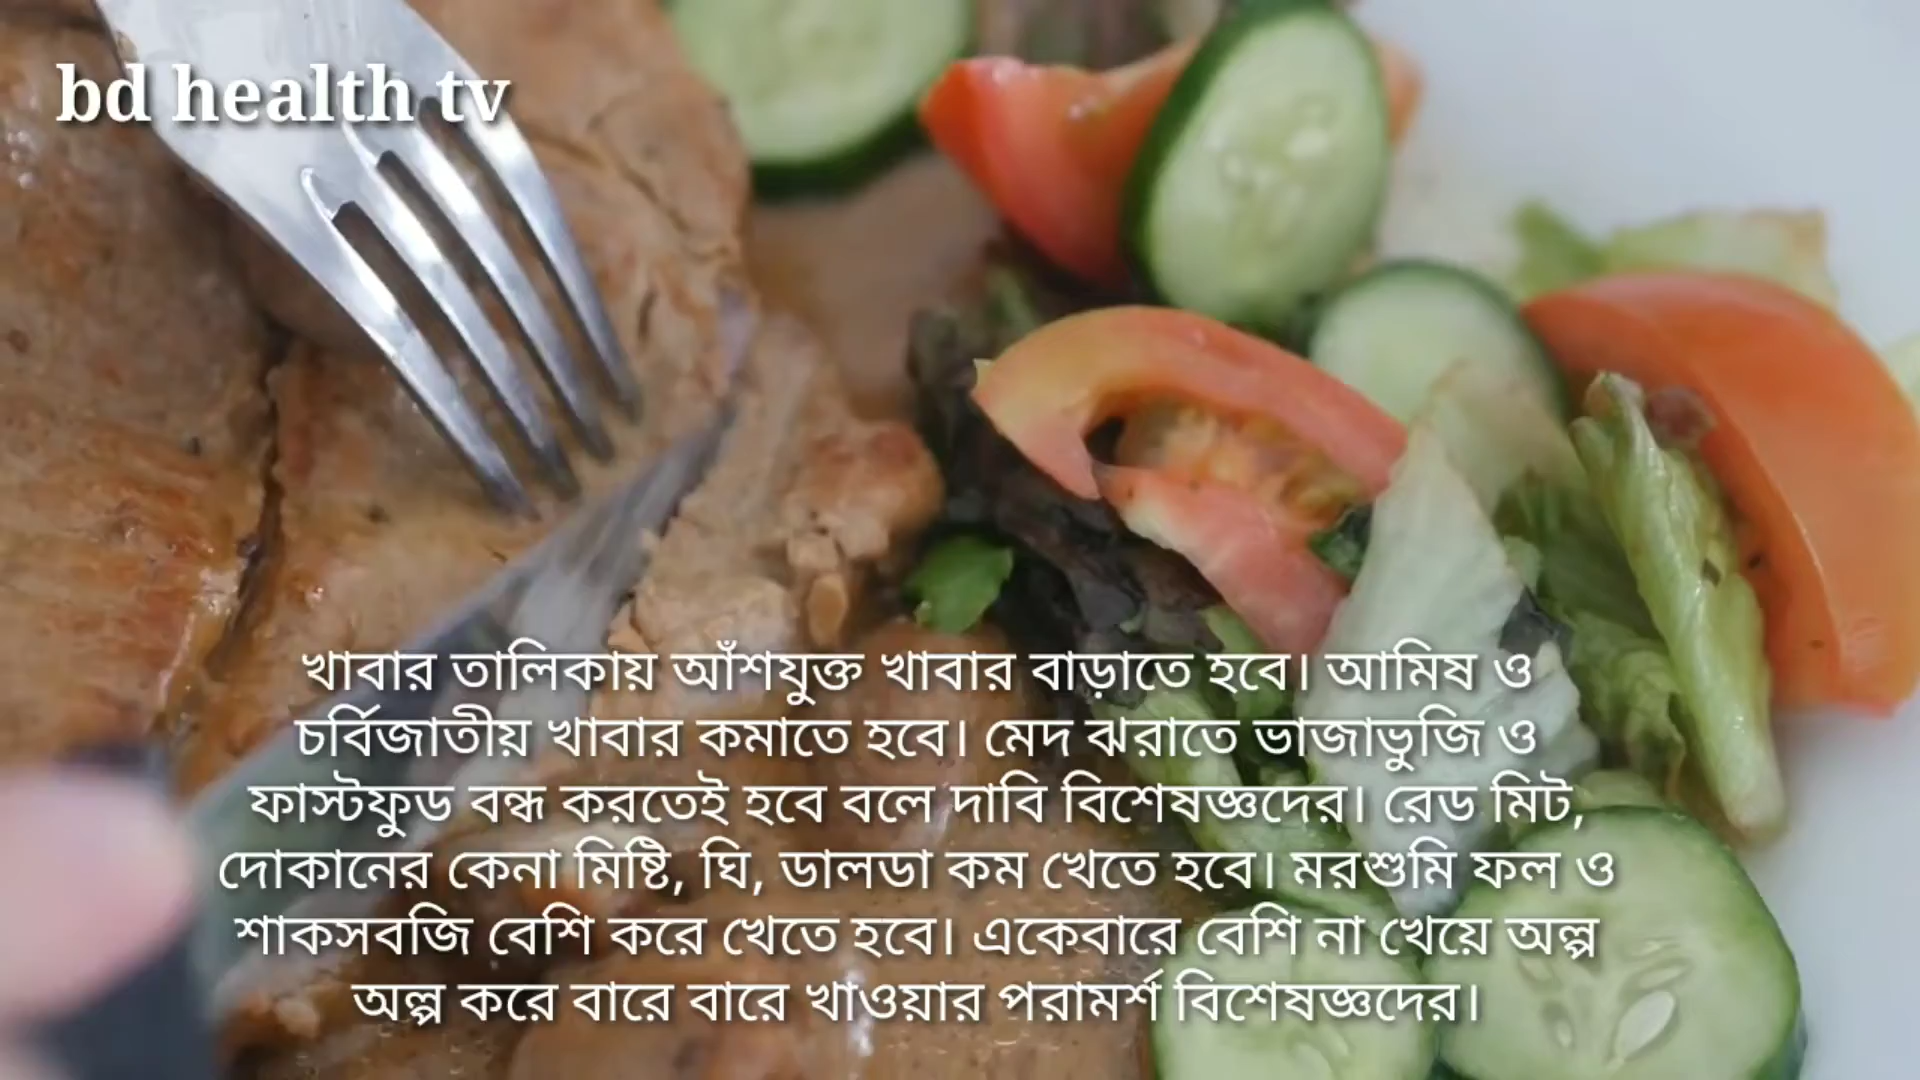 bd health tv
খাবার তালিকায় আঁশযুক্ত খাবার বাড়াতে হবে। আমিষ ও
চর্বিজাতীয় খাবার কমাতে হবে। মেদ ঝরাতে ভাজাভুজি ও
ফাস্টফুড বন্ধ করতেই হবে বলে দাবি বিশেষজ্ঞদের। রেড মিট,
দোকানের কেনা মিষ্টি, ঘি, ডালডা কম খেতে হবে। মরশুমি ফল ও
শাকসবজি বেশি করে খেতে হবে। একেবারে বেশি না খেয়ে অল্প
অল্প করে বারে বারে খাওয়ার পরামর্শ বিশেষজ্ঞদের।